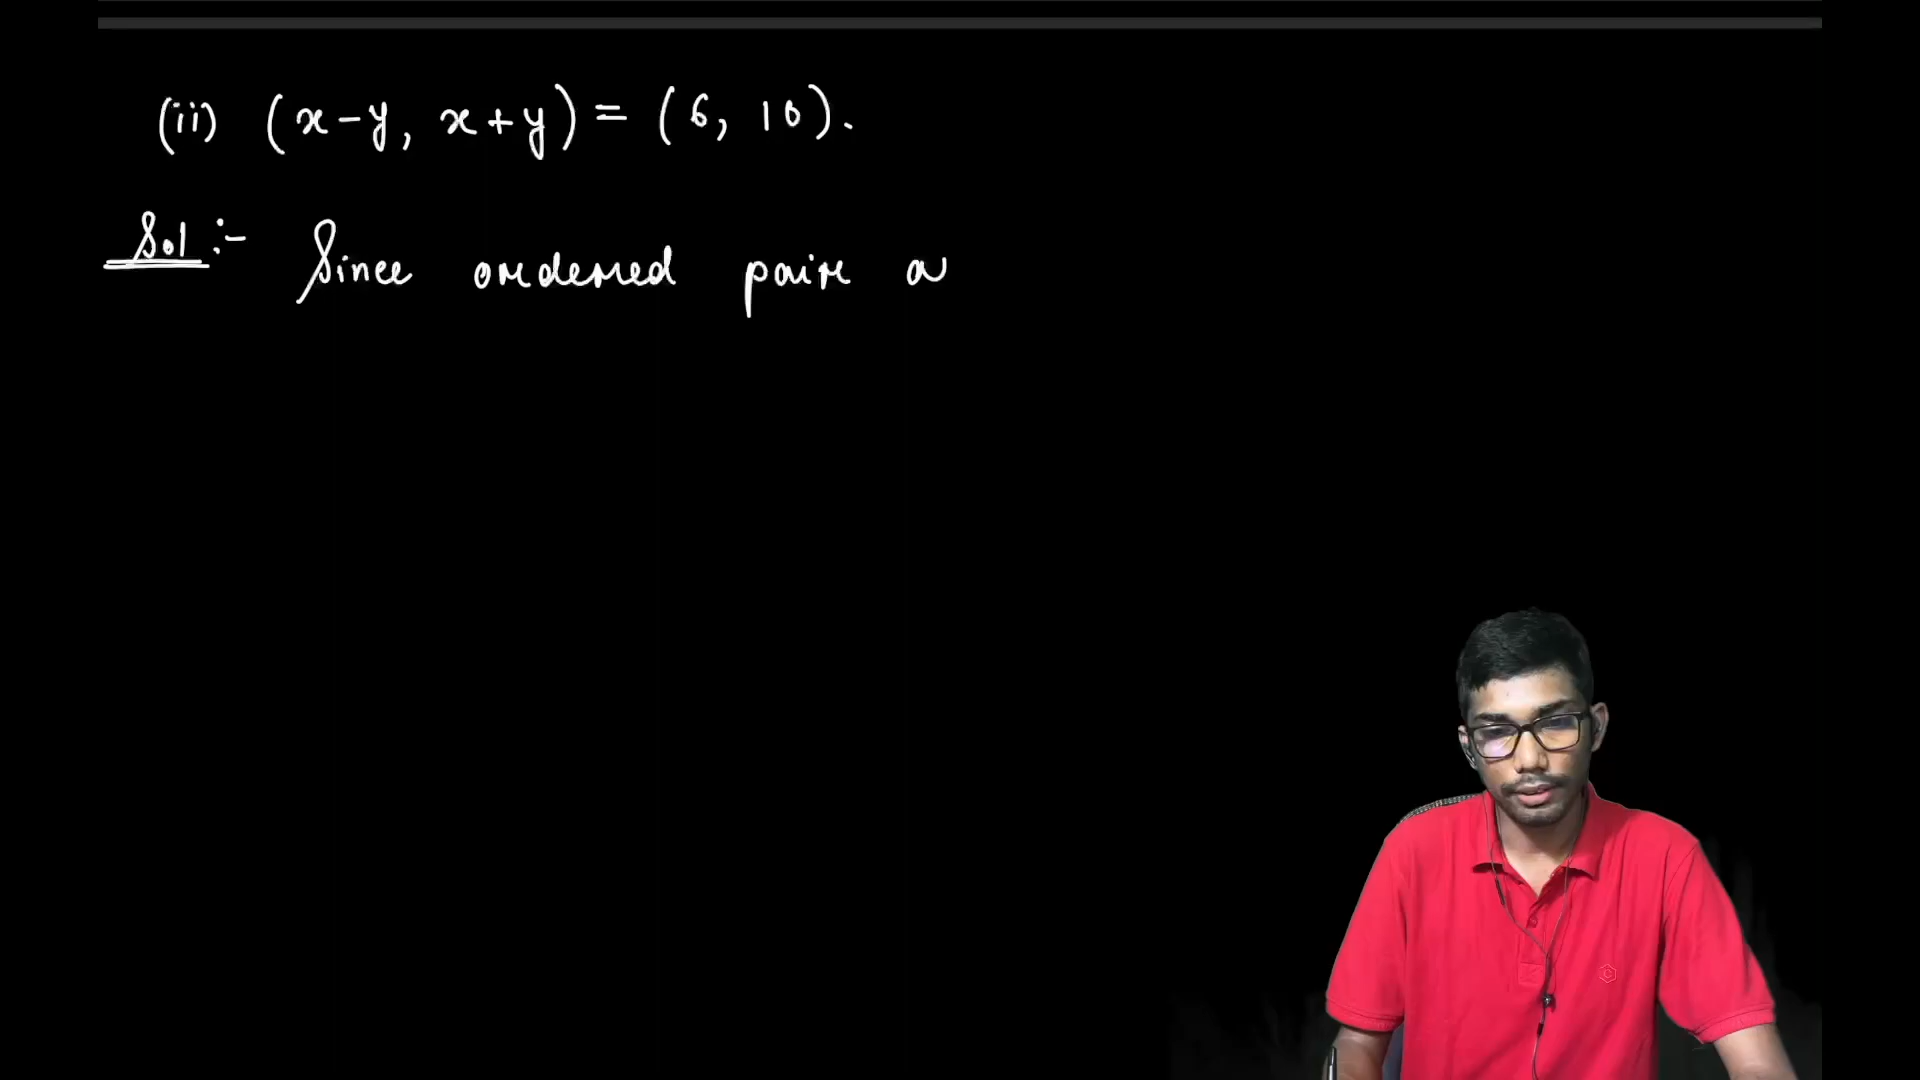 (ii) (x-y, x+y) = (6, 10).
Sol :- Since ordered pair a